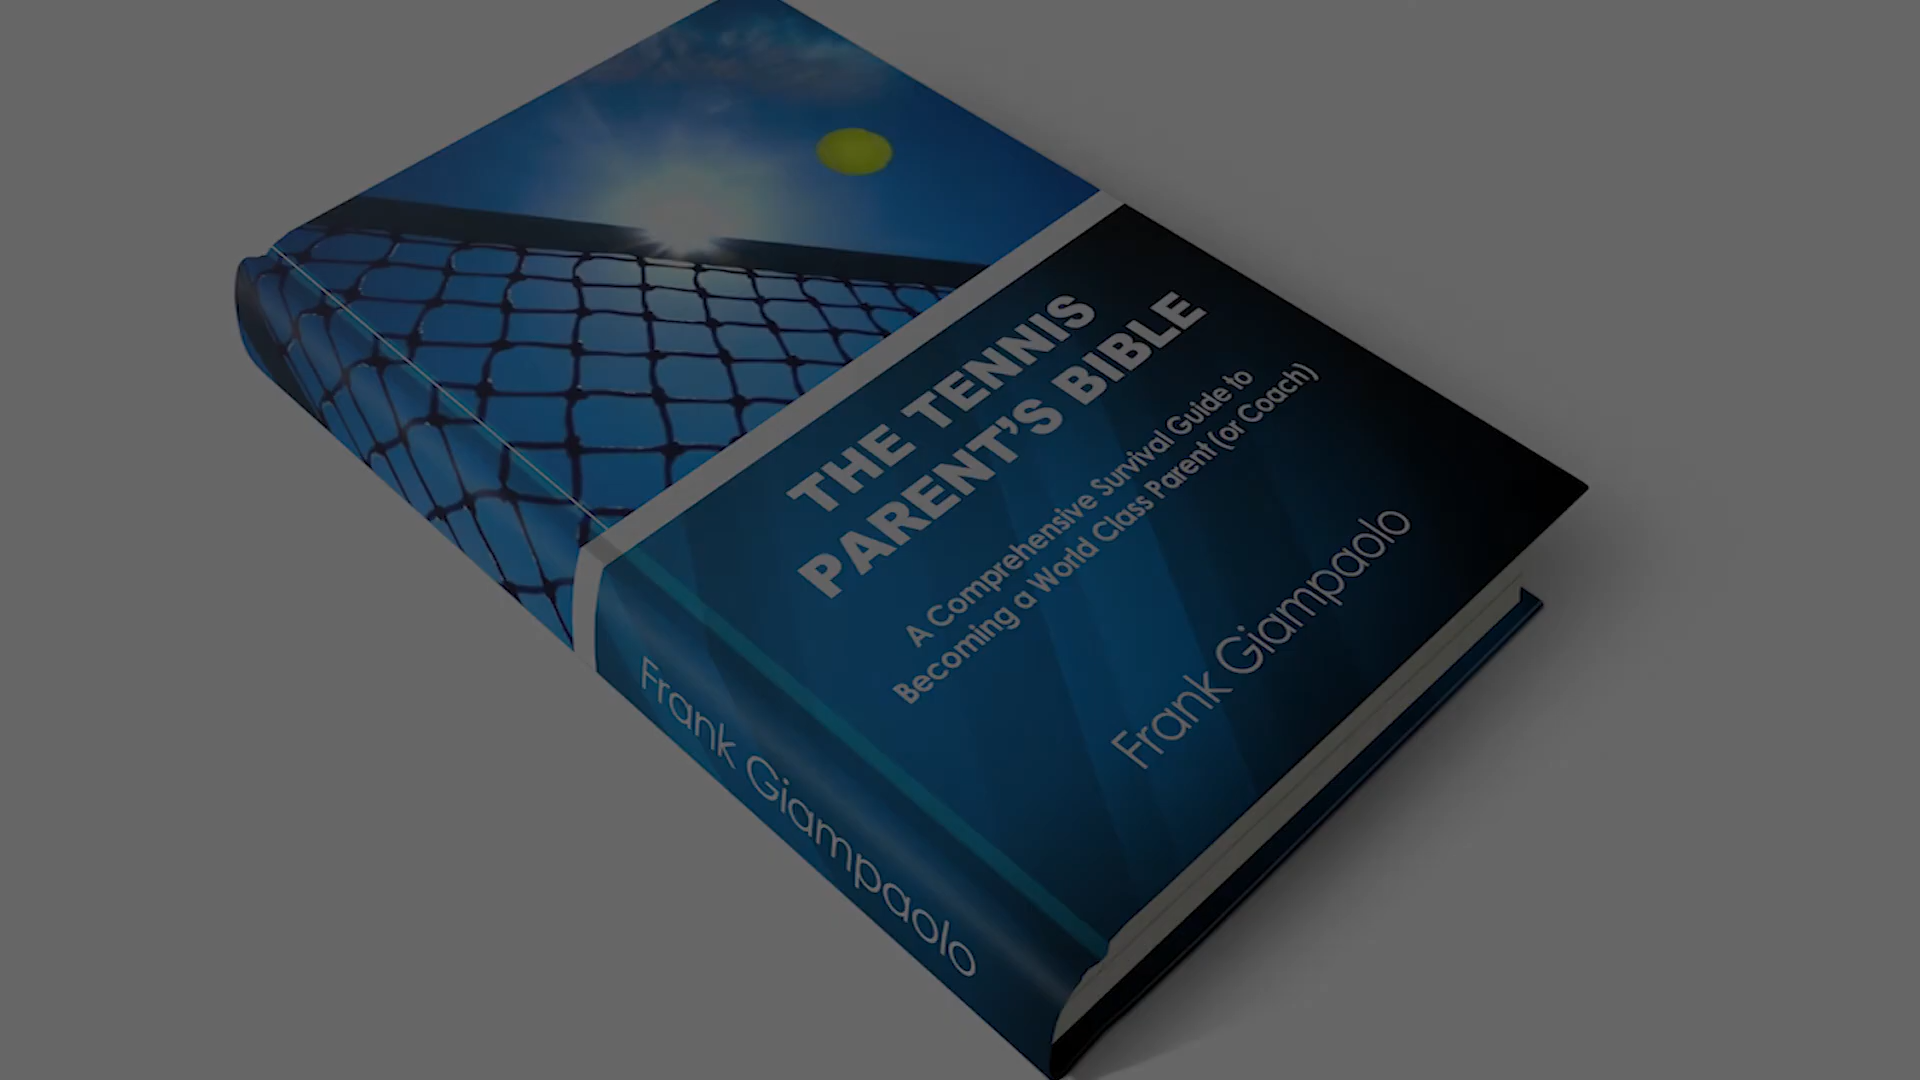 THE TENNIS
PARENT'S BIBLE
A Comprehensive Survival Guide to
Becoming a World Class Parent (or Coach)
Frank Giampaolo
Frank Giampaolo